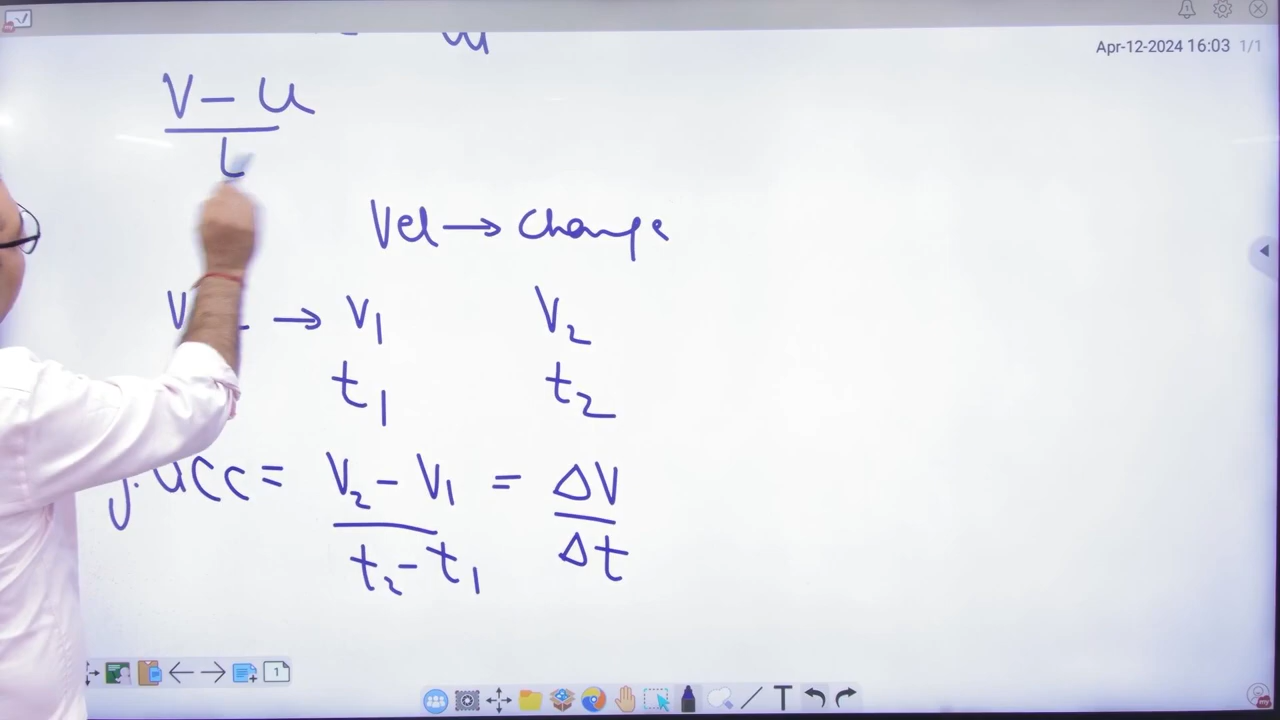 Apr-12-2024 16:03 1/1
V - u
Vel → Change
→ V₁ V₂
t₁ t₂
acc = V₂ - V₁ = ΔV
t₂ - t₁ Δt
1
T